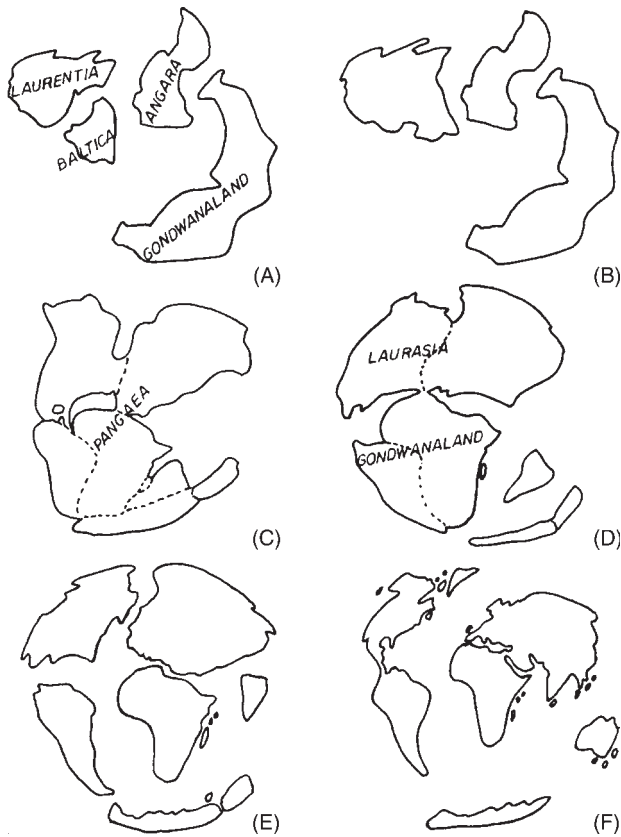 LAURENTIA
BALTICA
ANGARA
GONDWANALAND
(A)
(B)
PANGAEA
(C)
LAURASIA
GONDWANALAND
(D)
(E)
(F)